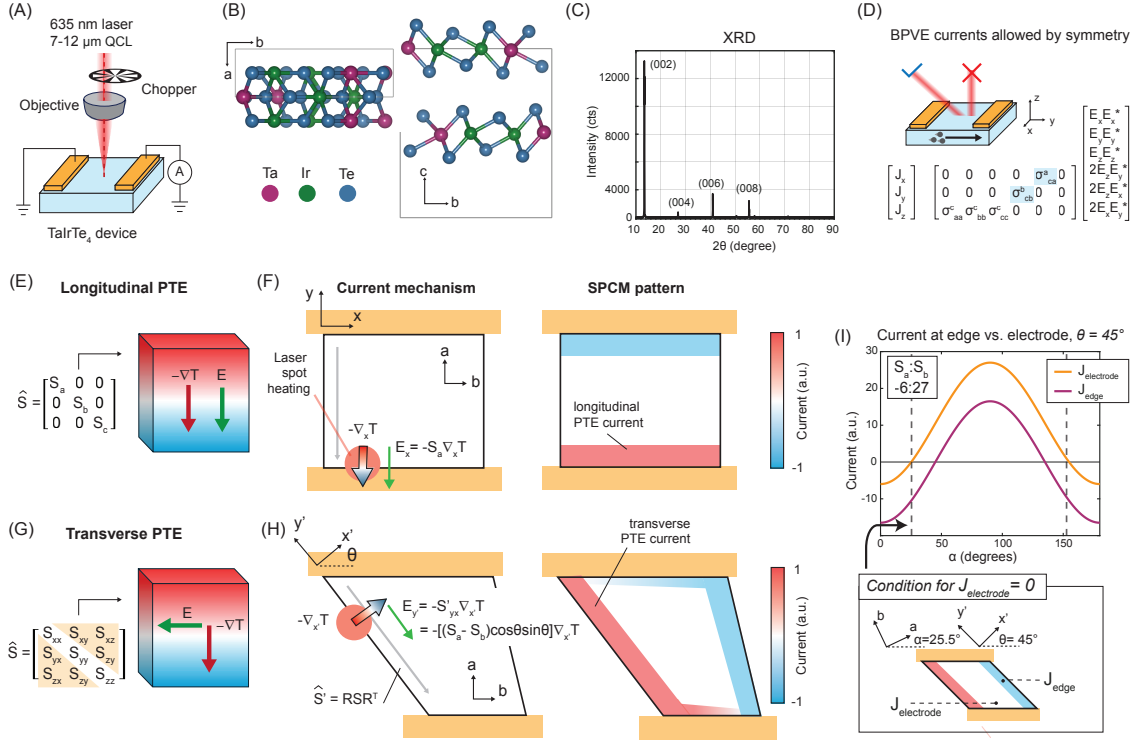 (A)
635 nm laser
7-12 µm QCL
Chopper
Objective
A
TaIrTe4 device
(B)
b
a
Ta Ir Te
c
b
(C)
XRD
Intensity (cts)
12000
8000
4000
0
(002)
(004)
(006)
(008)
10 20 30 40 50 60 70 80 90
2θ (degree)
(D)
BPVE currents allowed by symmetry
z
y
x
Jx
Jy
Jz
0 0 0 0 σᵃca 0
0 0 0 σᵇcb 0 0
σᶜaa σᶜbb σᶜcc 0 0 0
ExEx*
EyEy*
EzEz*
2EzEy*
2EzEx*
2ExEy*
(E)
Longitudinal PTE
Ŝ =
Sa 0 0
0 Sb 0
0 0 Sc
−∇T
E
(F)
Current mechanism
y
x
Laser
spot
heating
a
b
-∇xT
Ex= -Sa∇xT
SPCM pattern
longitudinal
PTE current
1
Current (a.u.)
-1
(G)
Transverse PTE
Ŝ =
Sxx Sxy Sxz
Syx Syy Szy
Szx Szy Szz
E
−∇T
(H)
y'
x'
θ
-∇x'T
Ey'= -S'yx∇x'T
= -[(Sa- Sb)cosθsinθ]∇x'T
a
b
Ŝ' = RSRᵀ
transverse
PTE current
1
Current (a.u.)
-1
(I)
Current at edge vs. electrode, θ = 45°
Sa:Sb
-6:27
Jelectrode
Jedge
Current (a.u.)
30
20
10
0
-10
0 50 100 150
α (degrees)
Condition for Jelectrode = 0
b
a
α=25.5°
y'
x'
θ= 45°
Jedge
Jelectrode